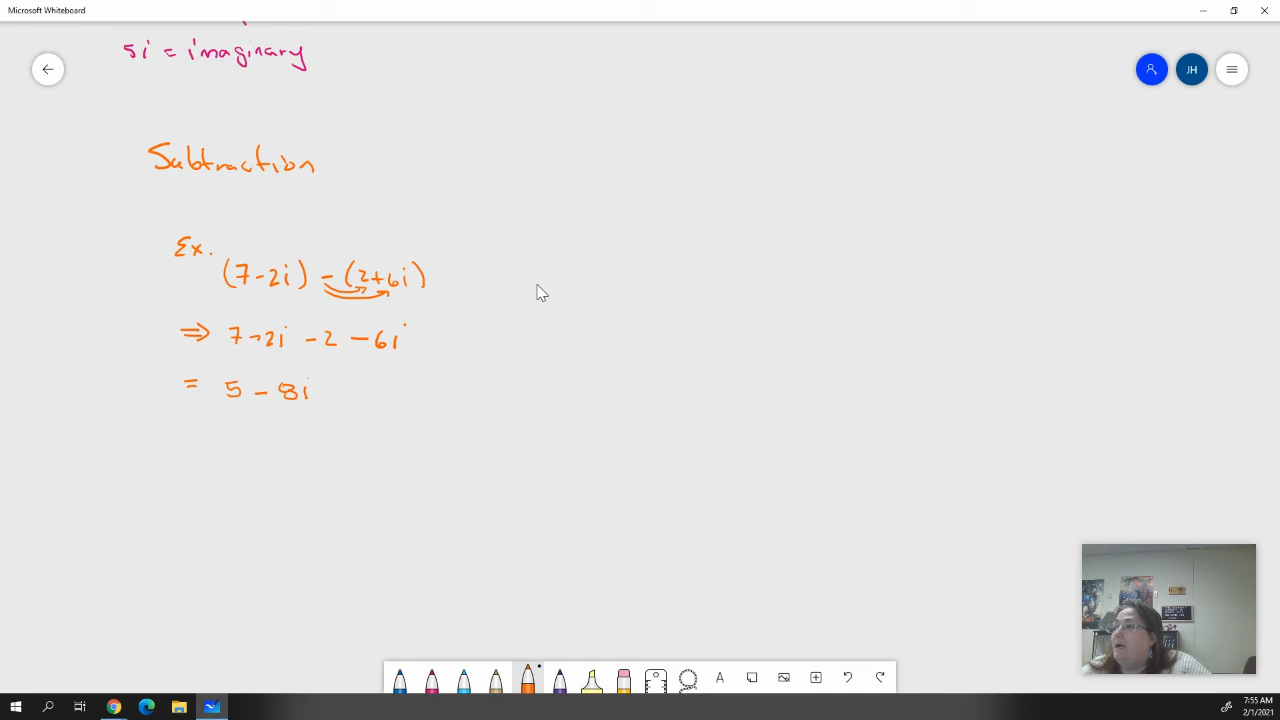 Microsoft Whiteboard
5i = imaginary
JH
Subtraction
Ex.
(7-2i) - (2+6i)
⇒ 7-2i - 2 - 6i
= 5 - 8i
A
7:55 AM
2/1/2021